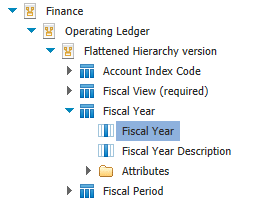 Finance
Operating Ledger
Flattened Hierarchy version
Account Index Code
Fiscal View (required)
Fiscal Year
Fiscal Year
Fiscal Year Description
Attributes
Fiscal Period